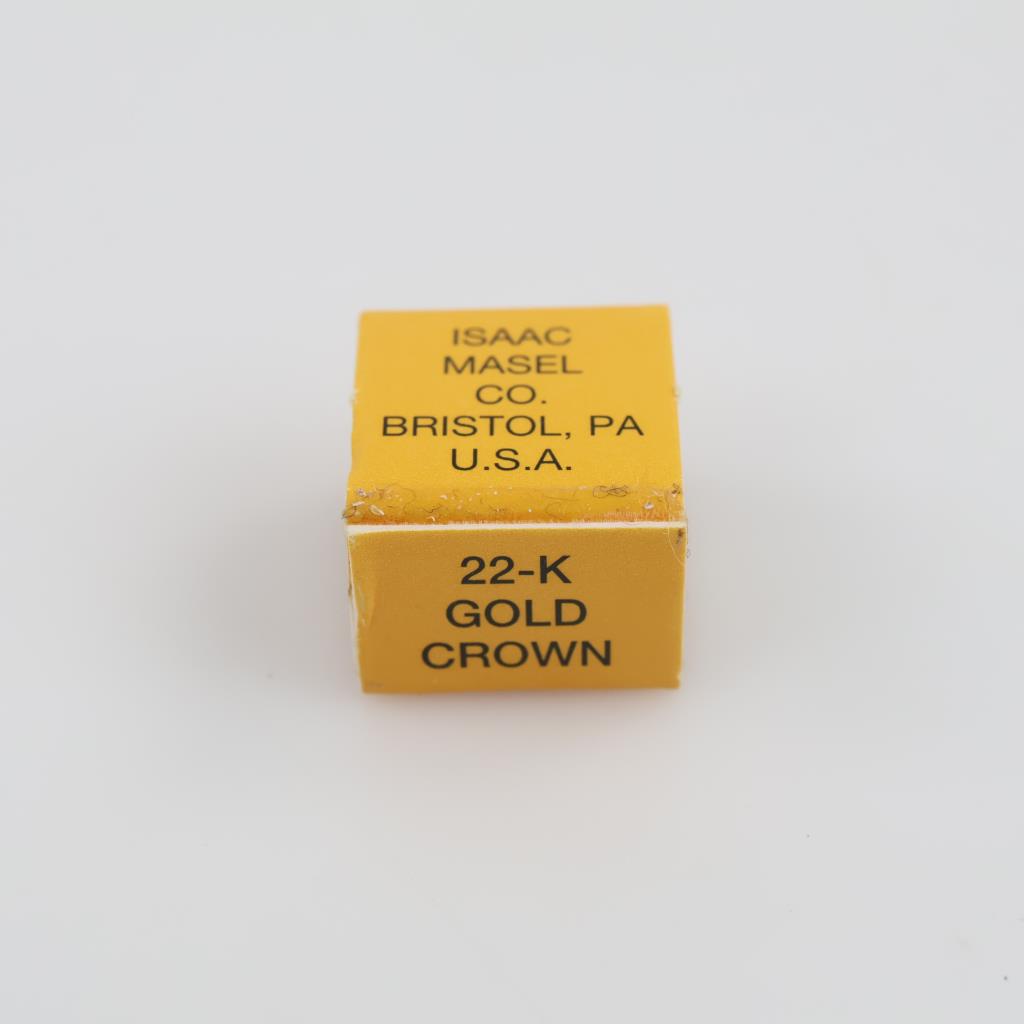 ISAAC
MASEL
CO.
BRISTOL, PA
U.S.A.
22-K
GOLD
CROWN